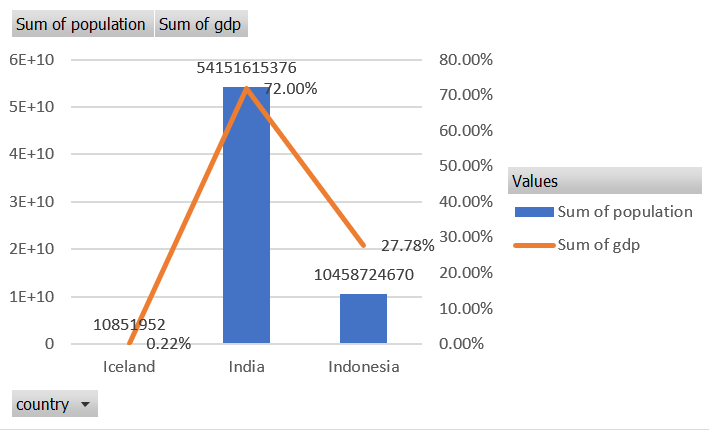 Sum of population Sum of gdp
6E+10 54151615376 80.00%
72.00%
5E+10 70.00%
60.00%
4E+10 50.00%
Values
3E+10 40.00%
Sum of population
30.00%
Sum of gdp
2E+10 27.78%
20.00%
10458724670
1E+10 10.00%
10851952
0 0.22% 0.00%
Iceland India Indonesia
country